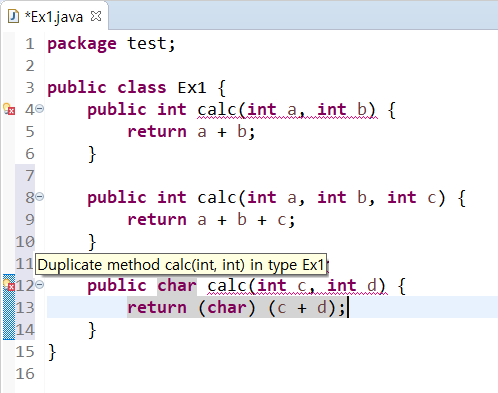 *Ex1.java
1 package test;
2
3 public class Ex1 {
4 public int calc(int a, int b) {
5 return a + b;
6 }
7
8 public int calc(int a, int b, int c) {
9 return a + b + c;
10 }
11 Duplicate method calc(int, int) in type Ex1
12 public char calc(int c, int d) {
13 return (char) (c + d);
14 }
15 }
16